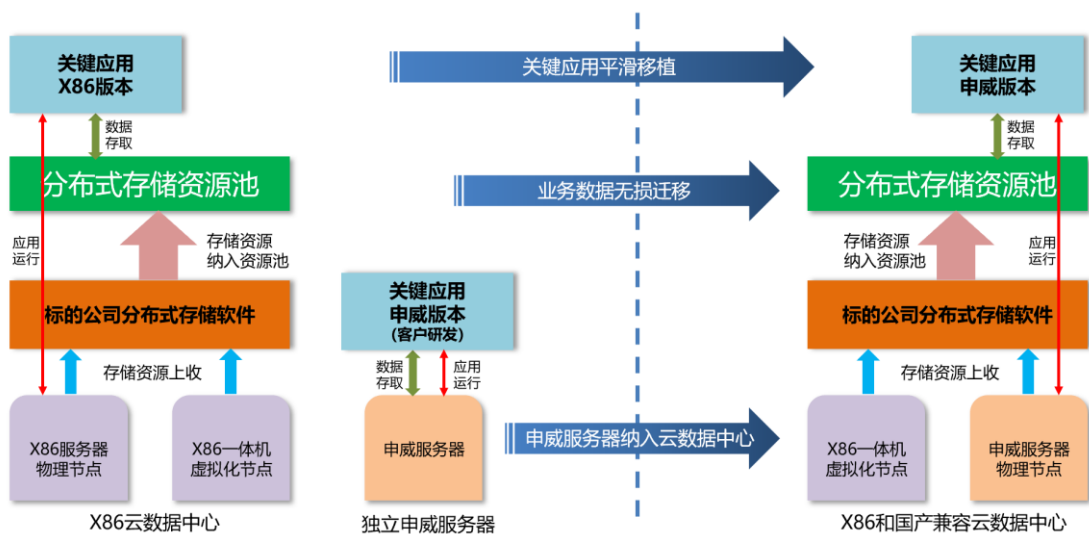 关键应用
X86版本
数据
存取
分布式存储资源池
应用
运行
存储资源
纳入资源池
标的公司分布式存储软件
存储资源上收
X86服务器
物理节点
X86一体机
虚拟化节点
X86云数据中心
关键应用
申威版本
(客户研发)
数据
存取
应用
运行
申威服务器
独立申威服务器
关键应用平滑移植
业务数据无损迁移
申威服务器纳入云数据中心
关键应用
申威版本
数据
存取
分布式存储资源池
存储资源
纳入资源池
应用
运行
标的公司分布式存储软件
存储资源上收
X86一体机
虚拟化节点
申威服务器
物理节点
X86和国产兼容云数据中心